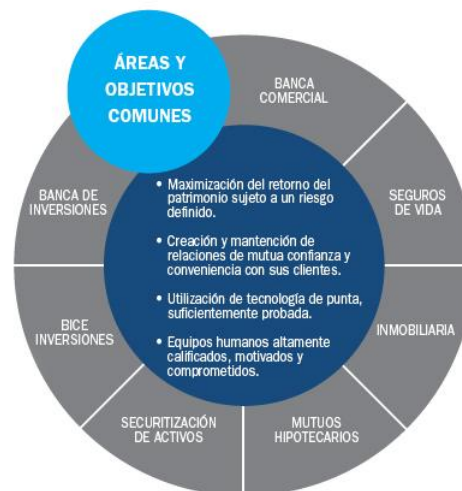 ÁREAS Y
OBJETIVOS
COMUNES
BANCA
COMERCIAL
SEGUROS
DE VIDA
INMOBILIARIA
MUTUOS
HIPOTECARIOS
SECURITIZACIÓN
DE ACTIVOS
BICE
INVERSIONES
BANCA DE
INVERSIONES
• Maximización del retorno del
patrimonio sujeto a un riesgo
definido.
• Creación y mantención de
relaciones de mutua confianza y
conveniencia con sus clientes.
• Utilización de tecnología de punta,
suficientemente probada.
• Equipos humanos altamente
calificados, motivados y
comprometidos.